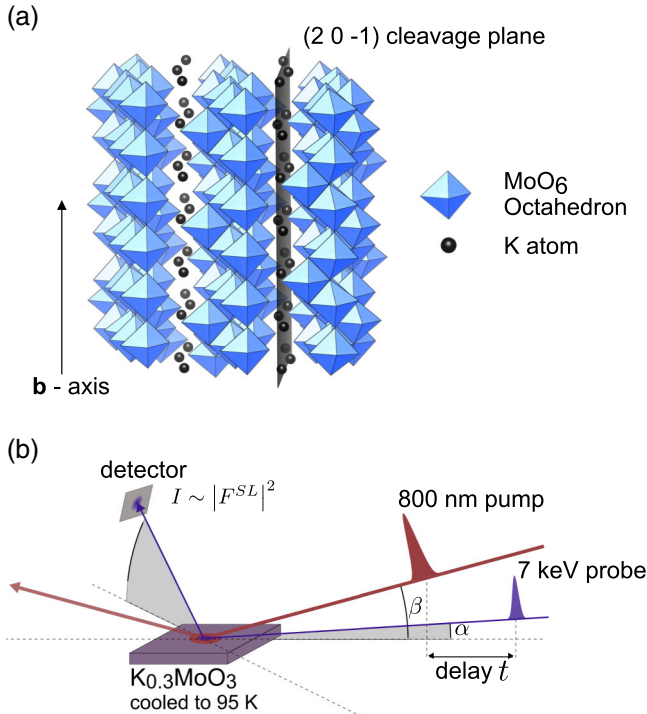 (a)
(2 0 -1) cleavage plane
MoO6
Octahedron
K atom
b - axis
(b)
detector
I ∼ |F^{SL}|^2
800 nm pump
7 keV probe
β
α
delay t
K0.3MoO3
cooled to 95 K